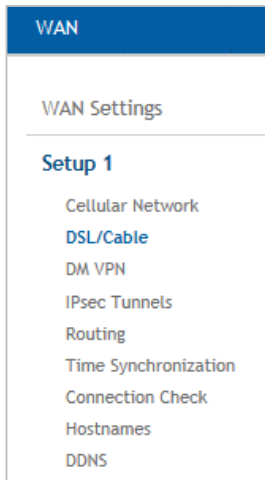 WAN
WAN Settings
Setup 1
Cellular Network
DSL/Cable
DM VPN
IPsec Tunnels
Routing
Time Synchronization
Connection Check
Hostnames
DDNS